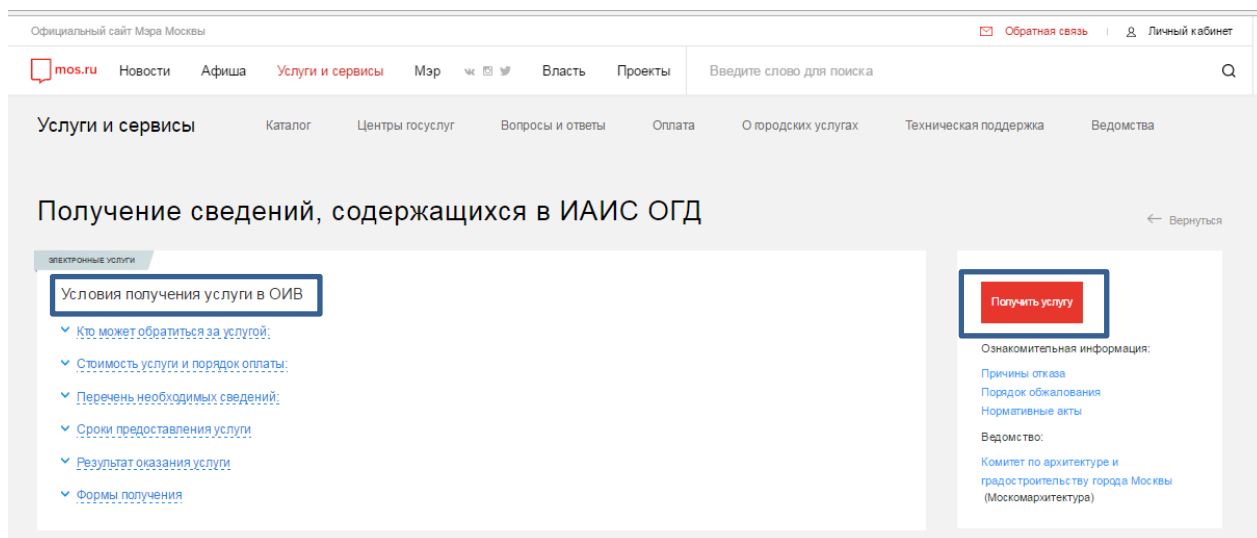 Официальный сайт Мэра Москвы
Обратная связь
Личный кабинет
mos.ru Новости Афиша Услуги и сервисы Мэр Власть Проекты Введите слово для поиска
Услуги и сервисы Каталог Центры госуслуг Вопросы и ответы Оплата О городских услугах Техническая поддержка Ведомства
Получение сведений, содержащихся в ИАИС ОГД
Вернуться
ЭЛЕКТРОННЫЕ УСЛУГИ
Условия получения услуги в ОИВ
Кто может обратиться за услугой:
Стоимость услуги и порядок оплаты:
Перечень необходимых сведений:
Сроки предоставления услуги
Результат оказания услуги
Формы получения
Получить услугу
Ознакомительная информация:
Причины отказа
Порядок обжалования
Нормативные акты
Ведомство:
Комитет по архитектуре и
градостроительству города Москвы
(Москомархитектура)